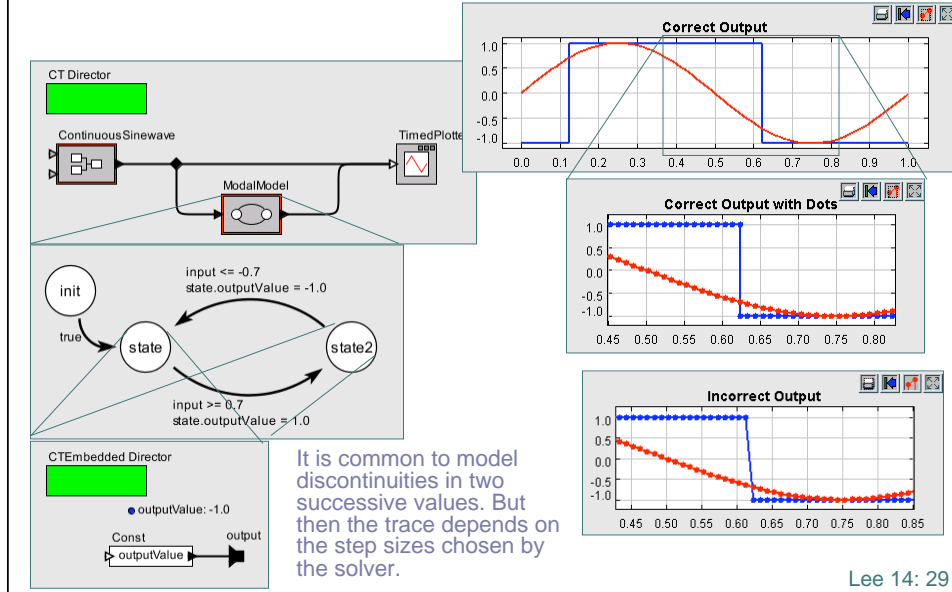 CT Director
ContinuousSinewave
TimedPlotte
ModalModel
init
true
state
state2
input <= -0.7
state.outputValue = -1.0
input >= 0.7
state.outputValue = 1.0
CTEmbedded Director
outputValue: -1.0
Const
outputValue
output
It is common to model
discontinuities in two
successive values. But
then the trace depends on
the step sizes chosen by
the solver.
Correct Output
1.0
0.5
0.0
-0.5
-1.0
0.0 0.1 0.2 0.3 0.4 0.5 0.6 0.7 0.8 0.9 1.0
Correct Output with Dots
1.0
0.5
0.0
-0.5
-1.0
0.45 0.50 0.55 0.60 0.65 0.70 0.75 0.80
Incorrect Output
1.0
0.5
0.0
-0.5
-1.0
0.45 0.50 0.55 0.60 0.65 0.70 0.75 0.80 0.85
Lee 14: 29